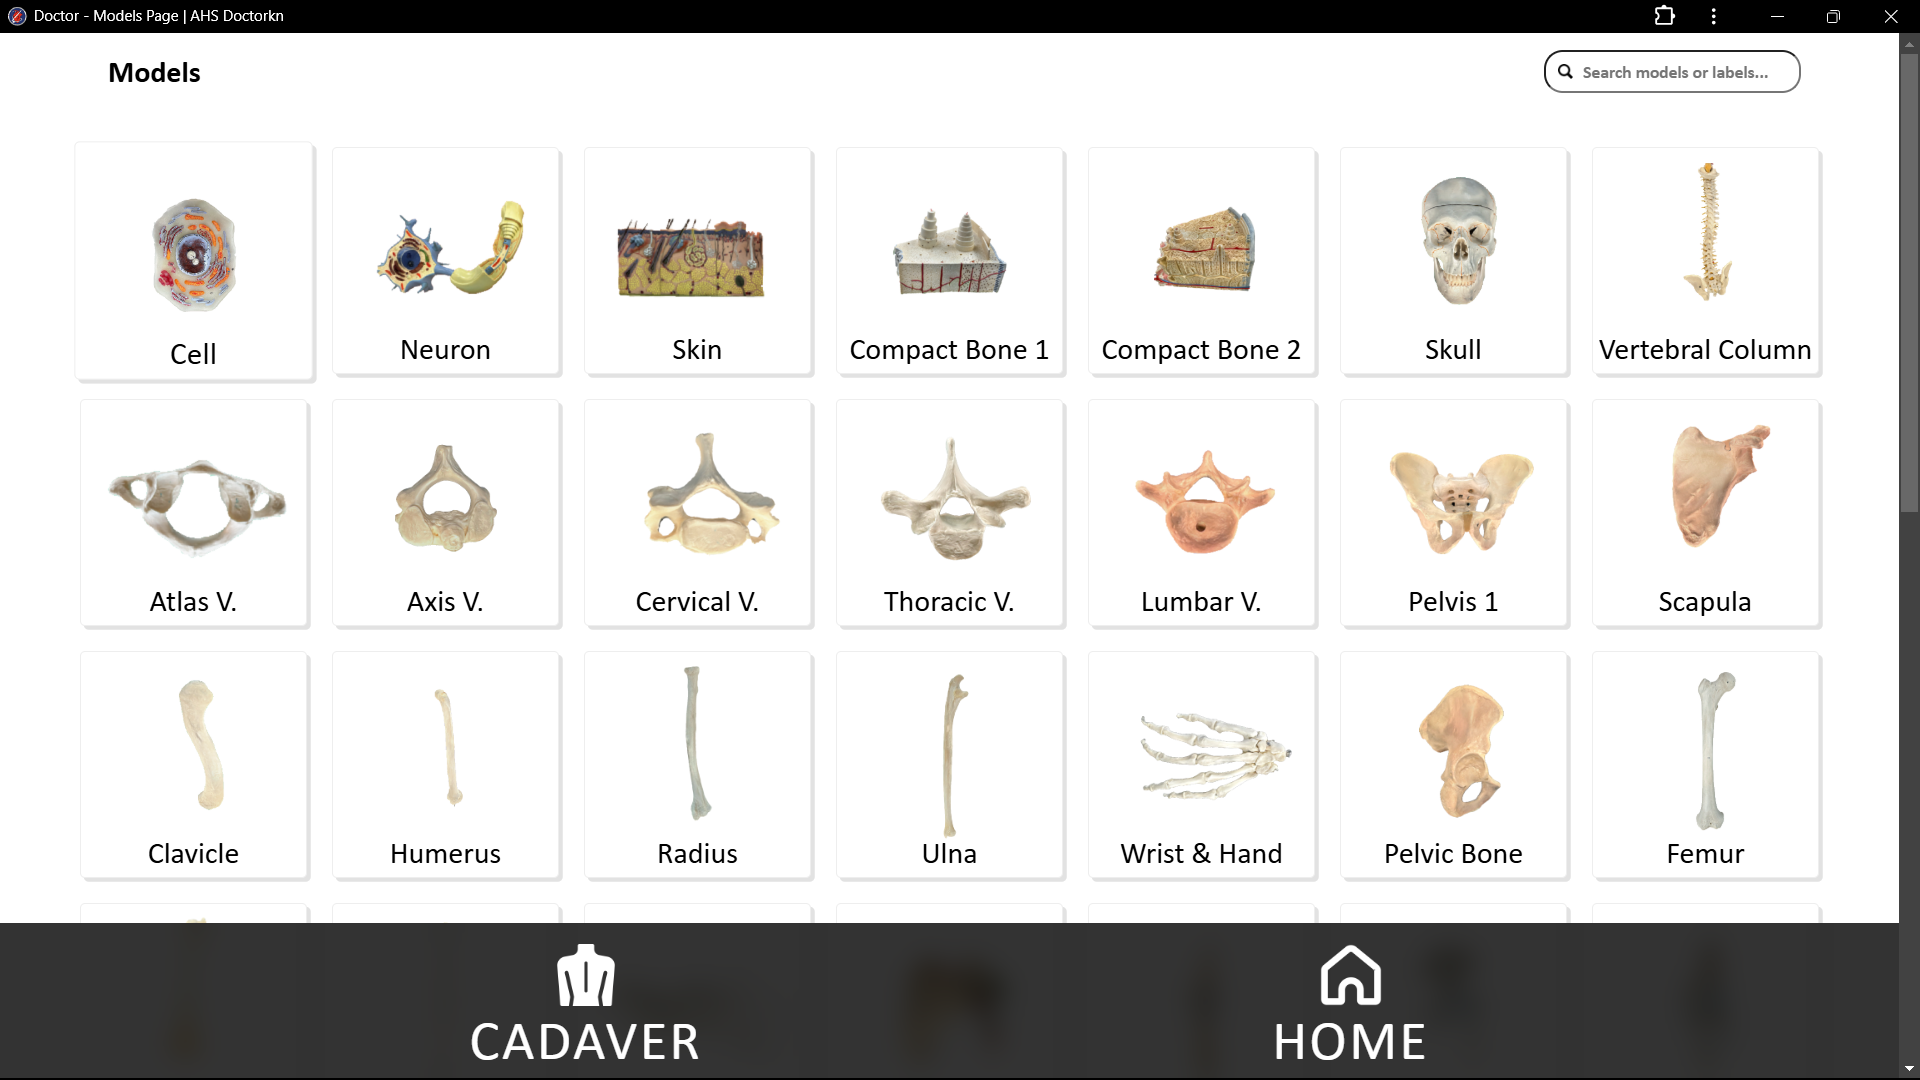 Doctor - Models Page | AHS Doctorkn
Models
Search models or labels...
Cell
Neuron
Skin
Compact Bone 1
Compact Bone 2
Skull
Vertebral Column
Atlas V.
Axis V.
Cervical V.
Thoracic V.
Lumbar V.
Pelvis 1
Scapula
Clavicle
Humerus
Radius
Ulna
Wrist & Hand
Pelvic Bone
Femur
CADAVER
HOME